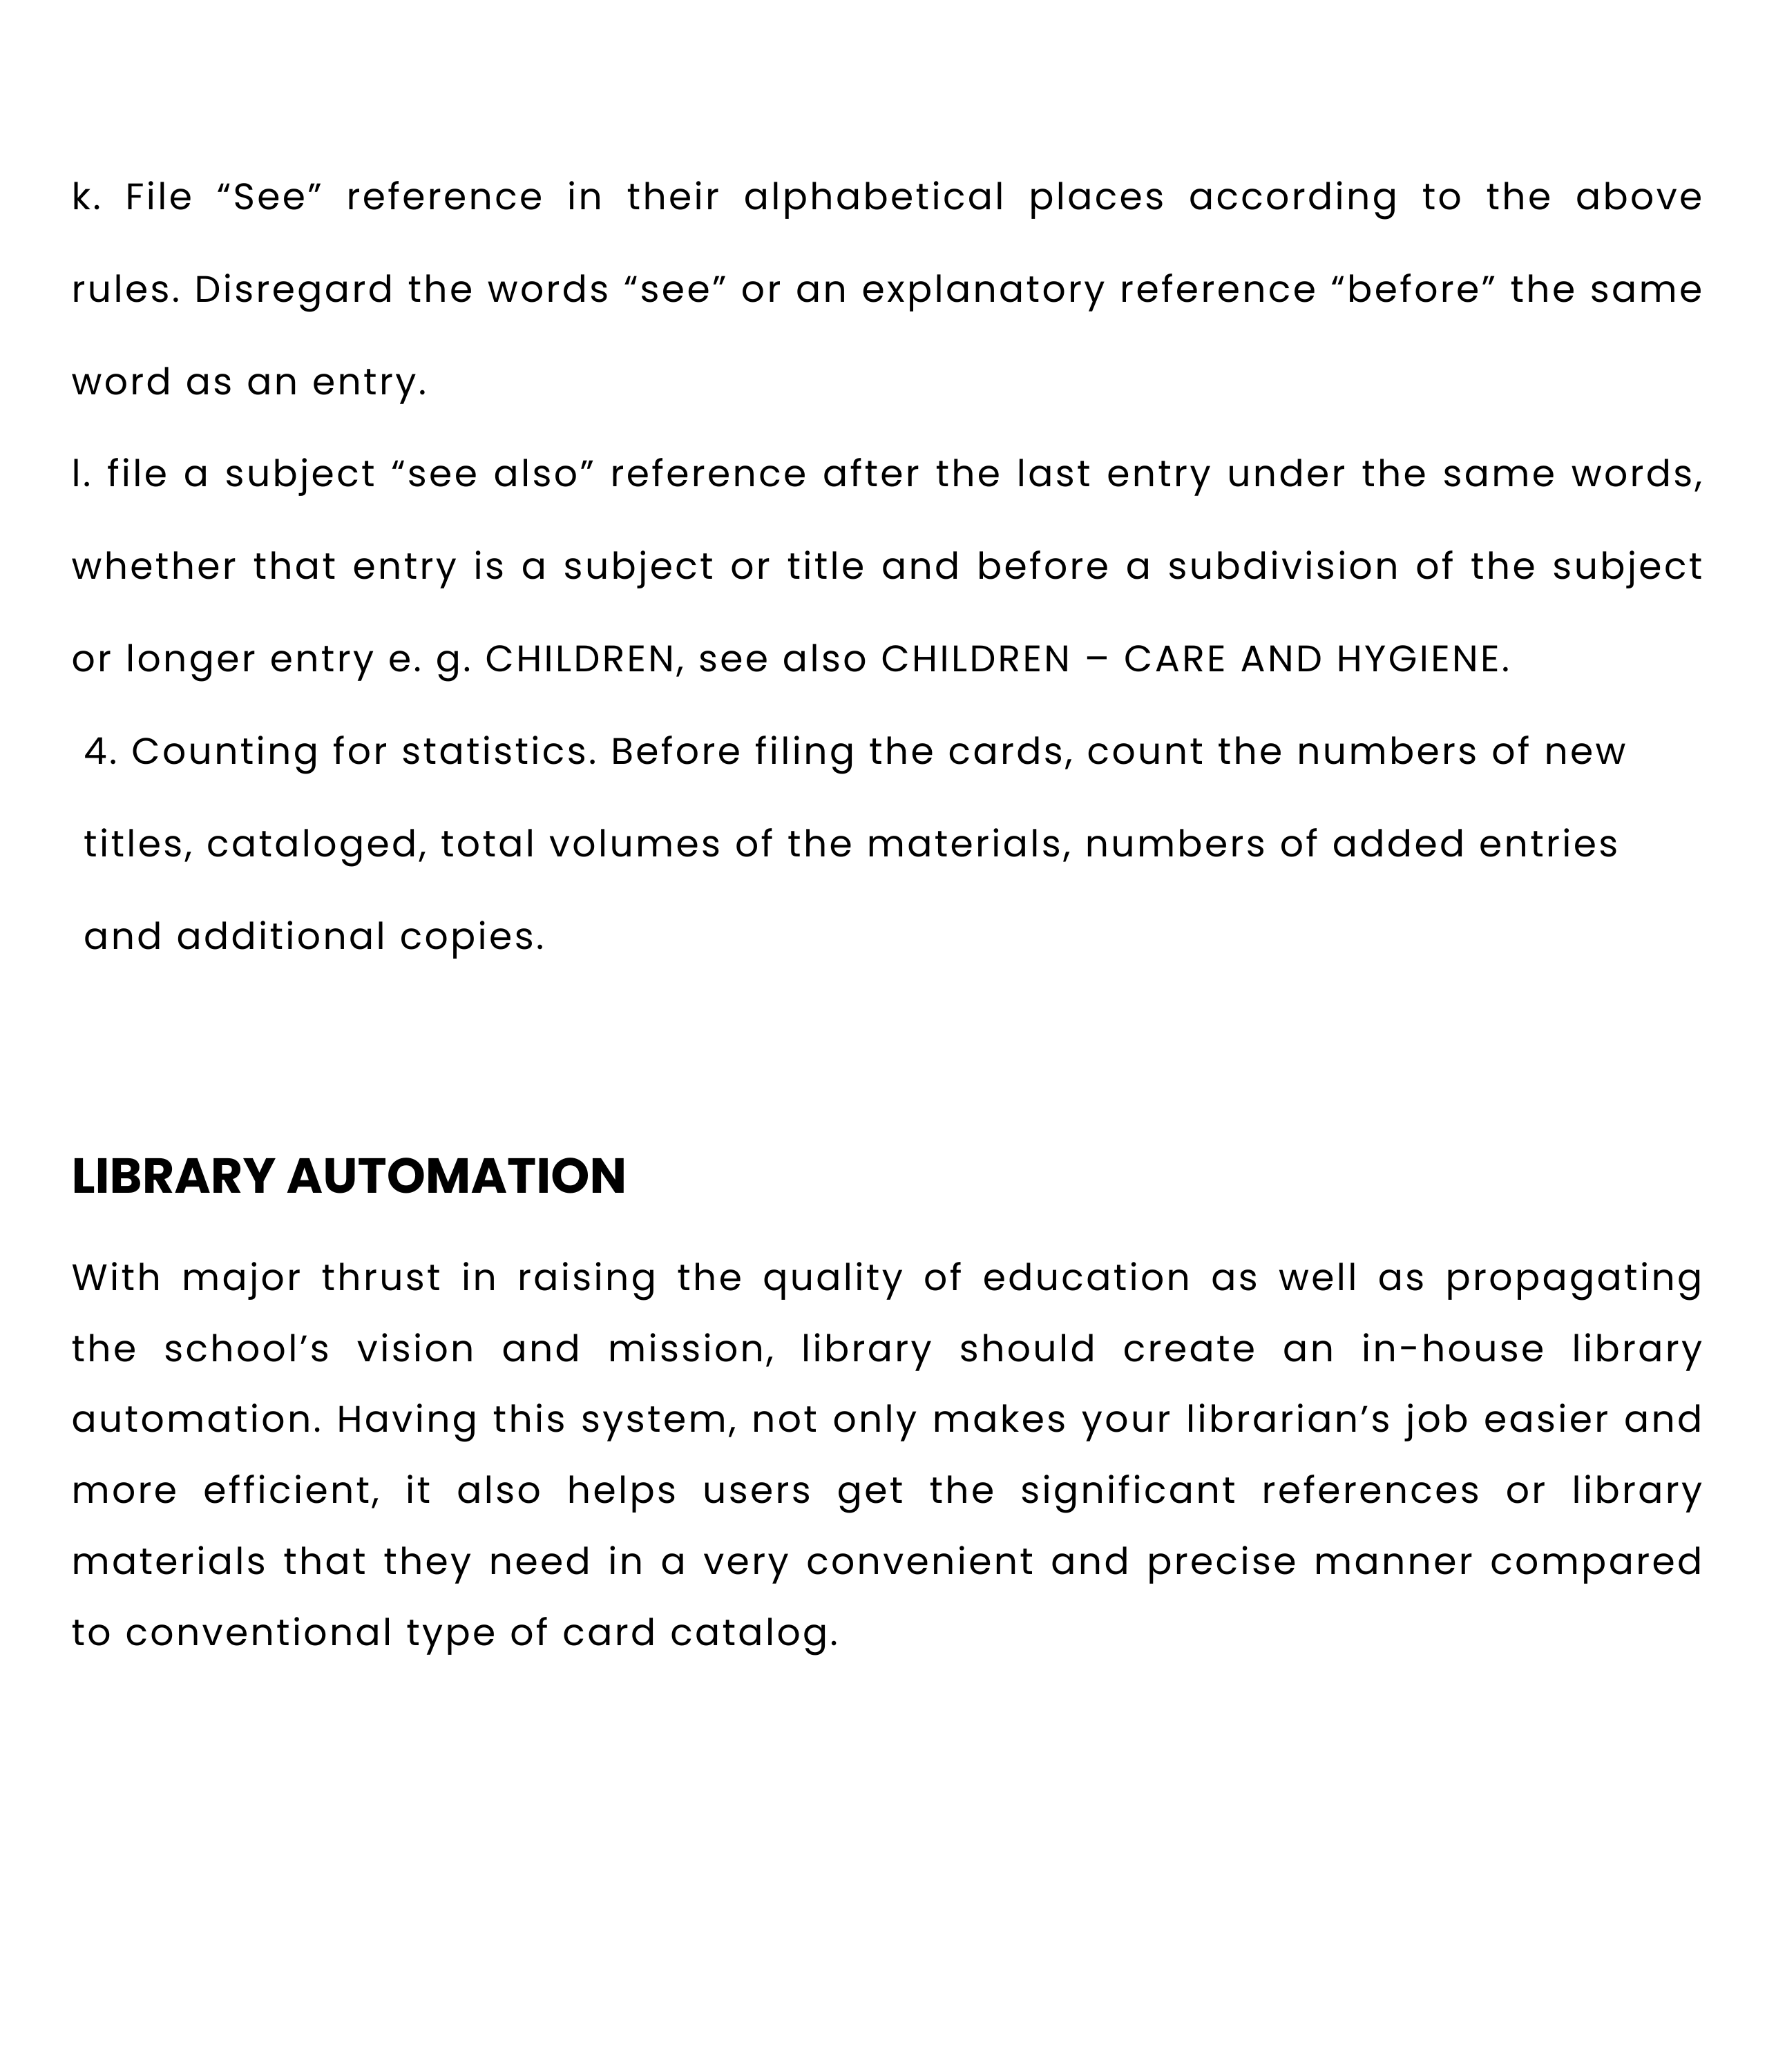 k. File “See” reference in their alphabetical places according to the above
rules. Disregard the words “see” or an explanatory reference “before” the same
word as an entry.
l. file a subject “see also” reference after the last entry under the same words,
whether that entry is a subject or title and before a subdivision of the subject
or longer entry e. g. CHILDREN, see also CHILDREN – CARE AND HYGIENE.
4. Counting for statistics. Before filing the cards, count the numbers of new
titles, cataloged, total volumes of the materials, numbers of added entries
and additional copies.
LIBRARY AUTOMATION
With major thrust in raising the quality of education as well as propagating
the school’s vision and mission, library should create an in-house library
automation. Having this system, not only makes your librarian’s job easier and
more efficient, it also helps users get the significant references or library
materials that they need in a very convenient and precise manner compared
to conventional type of card catalog.